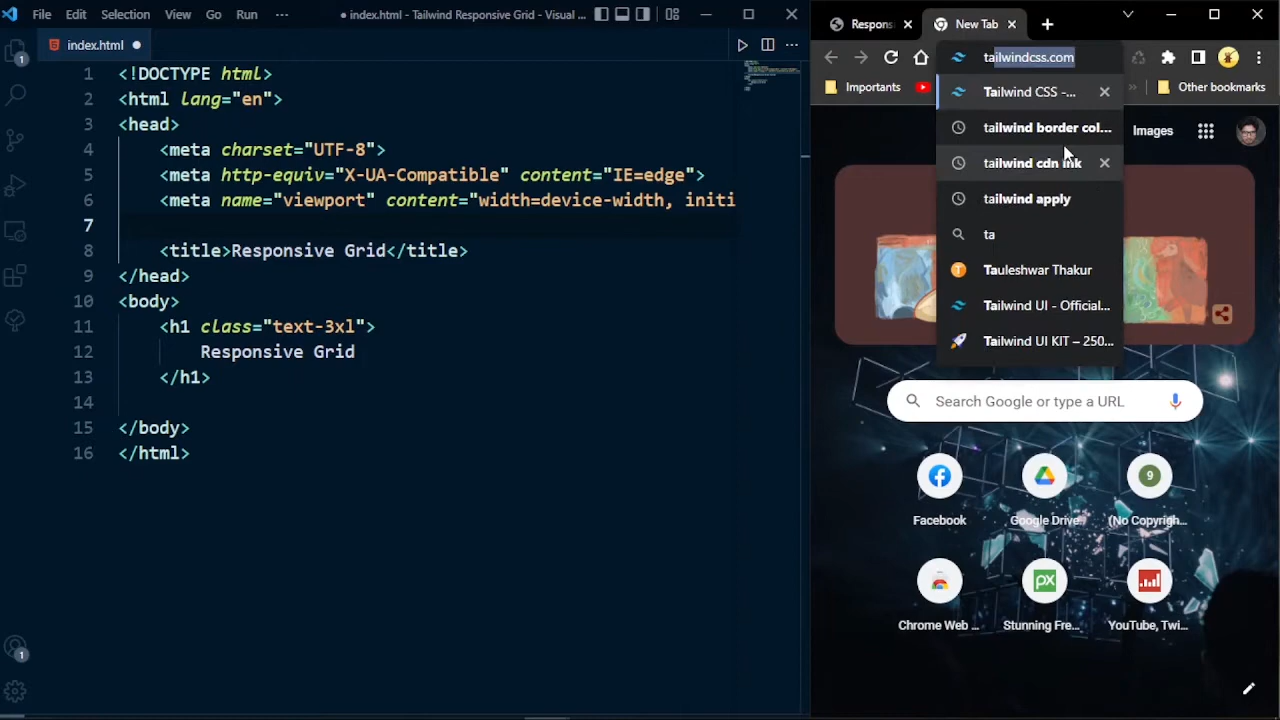 File Edit Selection View Go Run ··· ● index.html - Tailwind Responsive Grid - Visual ...
index.html ●
1 <!DOCTYPE html>
2 <html lang="en">
3 <head>
4 <meta charset="UTF-8">
5 <meta http-equiv="X-UA-Compatible" content="IE=edge">
6 <meta name="viewport" content="width=device-width, initi
7
8 <title>Responsive Grid</title>
9 </head>
10 <body>
11 <h1 class="text-3xl">
12 Responsive Grid
13 </h1>
14
15 </body>
16 </html>
1
1
Respons
New Tab
tailwindcss.com
Importants
» Other bookmarks
Tailwind CSS -...
tailwind border col...
tailwind cdn link
tailwind apply
ta
Tauleshwar Thakur
Tailwind UI - Official...
Tailwind UI KIT – 250...
Images
Search Google or type a URL
Facebook
Google Drive
9
(No Copyrigh...
Chrome Web ...
px
Stunning Fre...
YouTube, Twi...